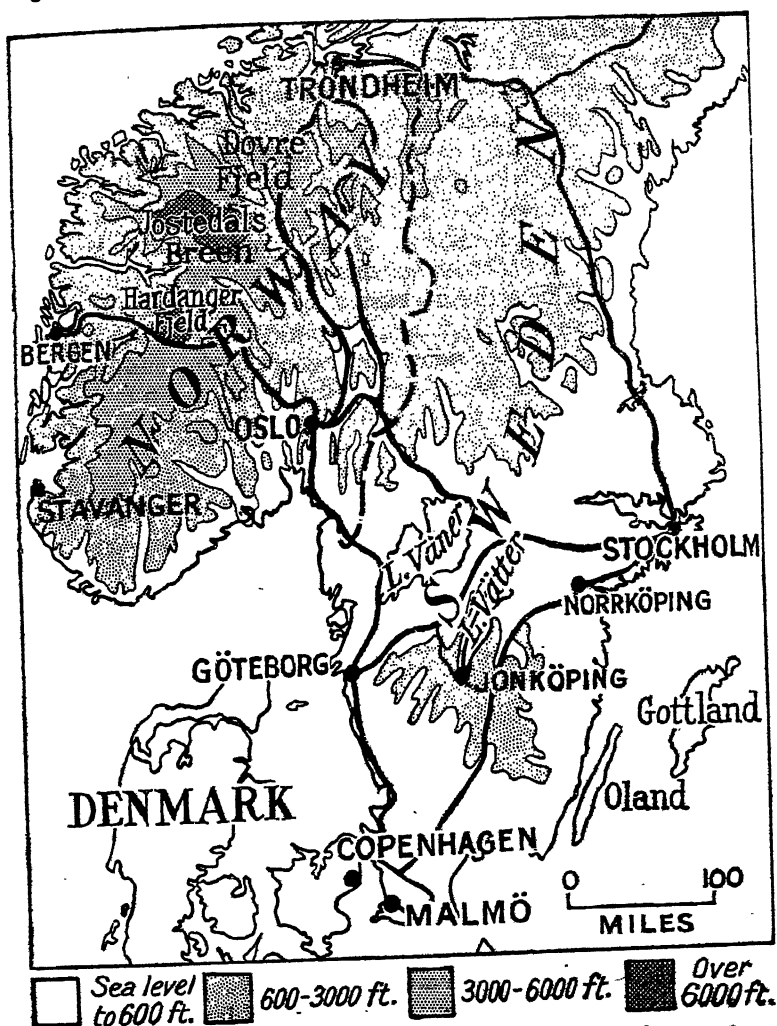 TRONDHEIM
Dovre
Fjeld
Jostedals
Breen
Hardanger
Fjeld
NORWAY
SWEDEN
BERGEN
OSLO
STAVANGER
L. Väner
L. Vätter
STOCKHOLM
NORRKÖPING
GÖTEBORG
JÖNKÖPING
Gottland
Oland
DENMARK
COPENHAGEN
MALMÖ
0 100
MILES
Sea level
to 600 ft.
600-3000 ft.
3000-6000 ft.
Over
6000 ft.